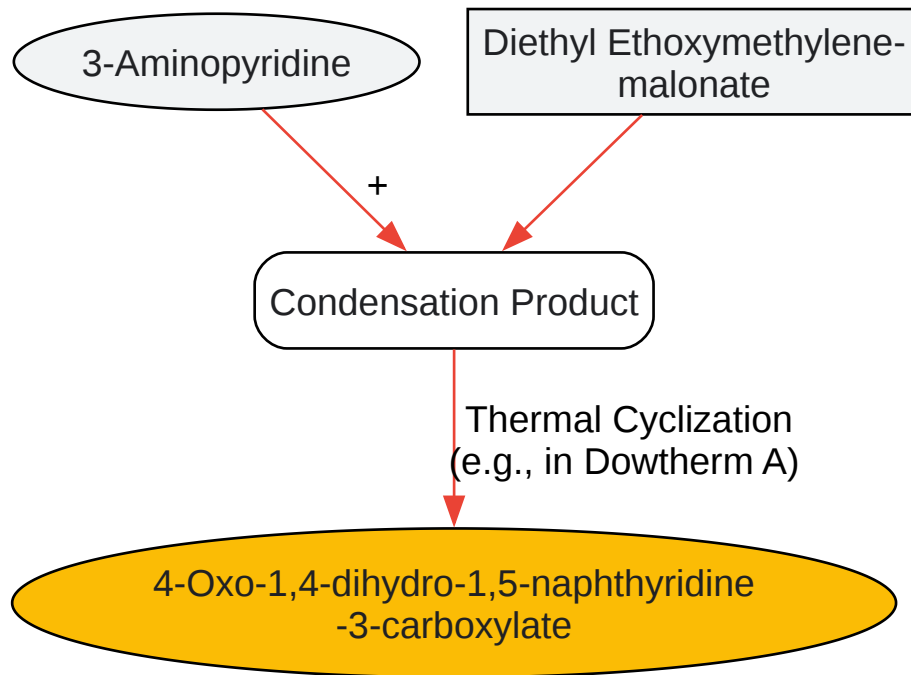 3-Aminopyridine
Diethyl Ethoxymethylene-
malonate
+
Condensation Product
Thermal Cyclization
(e.g., in Dowtherm A)
4-Oxo-1,4-dihydro-1,5-naphthyridine
-3-carboxylate